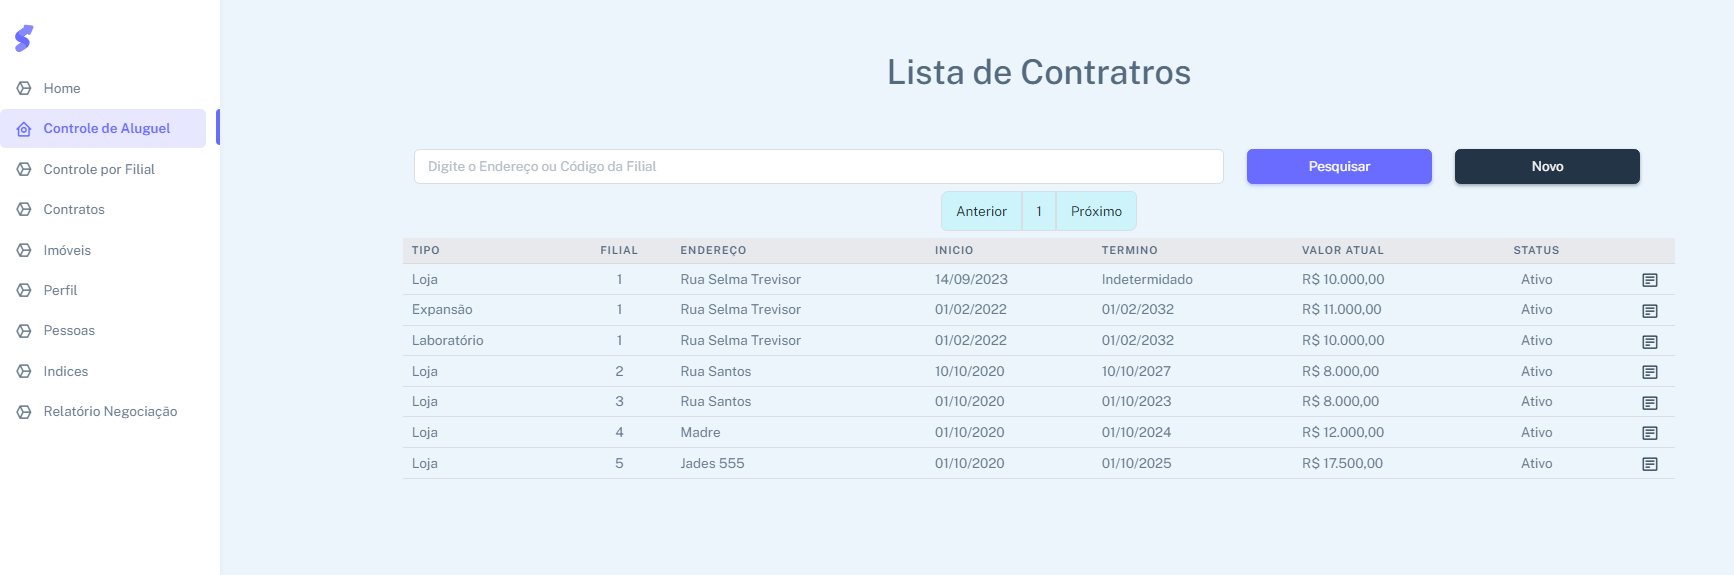 Home
Controle de Aluguel
Controle por Filial
Contratos
Imóveis
Perfil
Pessoas
Indices
Relatório Negociação
Lista de Contratros
Digite o Endereço ou Código da Filial Pesquisar Novo
Anterior 1 Próximo
TIPO FILIAL ENDEREÇO INICIO TERMINO VALOR ATUAL STATUS
Loja 1 Rua Selma Trevisor 14/09/2023 Indetermidado R$ 10.000,00 Ativo
Expansão 1 Rua Selma Trevisor 01/02/2022 01/02/2032 R$ 11.000,00 Ativo
Laboratório 1 Rua Selma Trevisor 01/02/2022 01/02/2032 R$ 10.000,00 Ativo
Loja 2 Rua Santos 10/10/2020 10/10/2027 R$ 8.000,00 Ativo
Loja 3 Rua Santos 01/10/2020 01/10/2023 R$ 8.000,00 Ativo
Loja 4 Madre 01/10/2020 01/10/2024 R$ 12.000,00 Ativo
Loja 5 Jades 555 01/10/2020 01/10/2025 R$ 17.500,00 Ativo